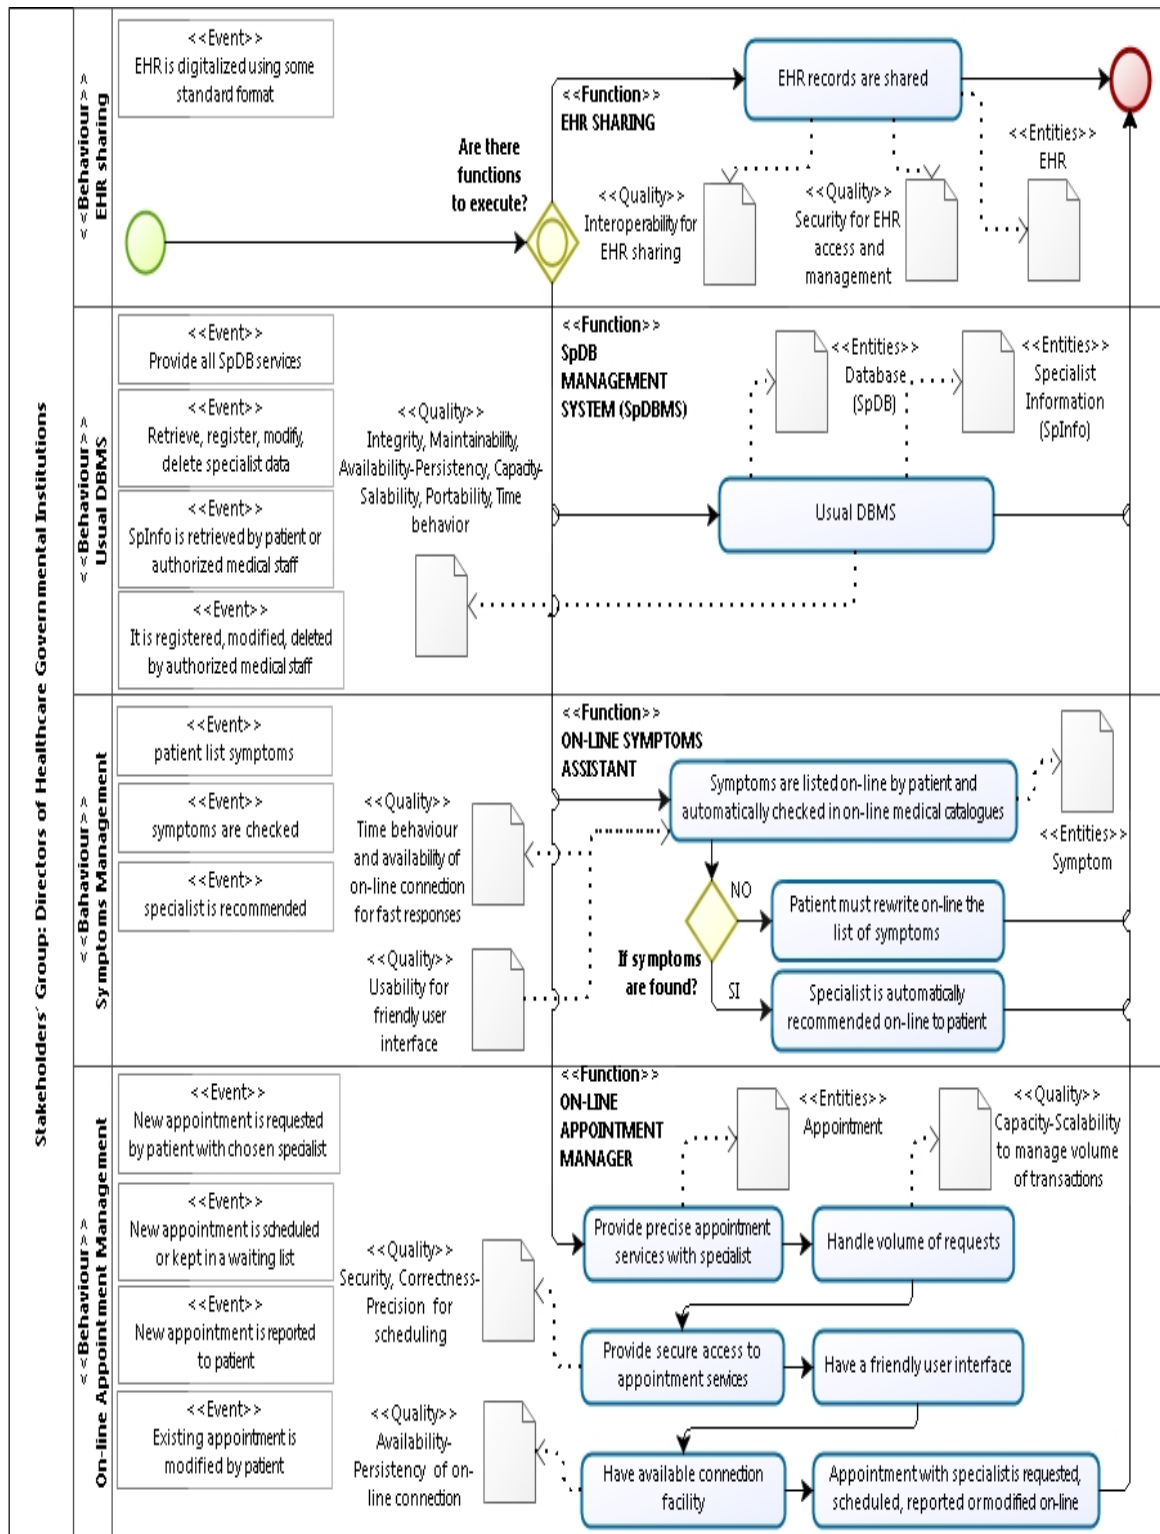 Stakeholders´ Group: Directors of Healthcare Governmental Institutions
<<Behaviour>>
EHR sharing
<<Event>>
EHR is digitalized using some
standard format
Are there
functions
to execute?
<<Function>>
EHR SHARING
EHR records are shared
<<Quality>>
Interoperability for
EHR sharing
<<Quality>>
Security for EHR
access and
management
<<Entities>>
EHR
<<Behaviour>>
Usual DBMS
<<Event>>
Provide all SpDB services
<<Event>>
Retrieve, register, modify,
delete specialist data
<<Event>>
SpInfo is retrieved by patient or
authorized medical staff
<<Event>>
It is registered, modified, deleted
by authorized medical staff
<<Quality>>
Integrity, Maintainability,
Availability-Persistency, Capacity-
Salability, Portability, Time
behavior
<<Function>>
SpDB
MANAGEMENT
SYSTEM (SpDBMS)
<<Entities>>
Database
(SpDB)
<<Entities>>
Specialist
Information
(SpInfo)
Usual DBMS
<<Bahaviour>>
Symptoms Management
<<Event>>
patient list symptoms
<<Event>>
symptoms are checked
<<Event>>
specialist is recommended
<<Quality>>
Time behaviour
and availability of
on-line connection
for fast responses
<<Quality>>
Usability for
friendly user
interface
<<Function>>
ON-LINE SYMPTOMS
ASSISTANT
Symptoms are listed on-line by patient and
automatically checked in on-line medical catalogues
<<Entities>>
Symptom
NO
Patient must rewrite on-line the
list of symptoms
If symptoms
are found?
SI
Specialist is automatically
recommended on-line to patient
<<Behaviour>>
On-line Appointment Management
<<Event>>
New appointment is requested
by patient with chosen specialist
<<Event>>
New appointment is scheduled
or kept in a waiting list
<<Event>>
New appointment is reported
to patient
<<Event>>
Existing appointment is
modified by patient
<<Function>>
ON-LINE
APPOINTMENT
MANAGER
<<Entities>>
Appointment
<<Quality>>
Capacity-Scalability
to manage volume
of transactions
Provide precise appointment
services with specialist
Handle volume of requests
<<Quality>>
Security, Correctness-
Precision for
scheduling
Provide secure access to
appointment services
Have a friendly user interface
<<Quality>>
Availability-
Persistency of on-
line connection
Have available connection
facility
Appointment with specialist is requested,
scheduled, reported or modified on-line